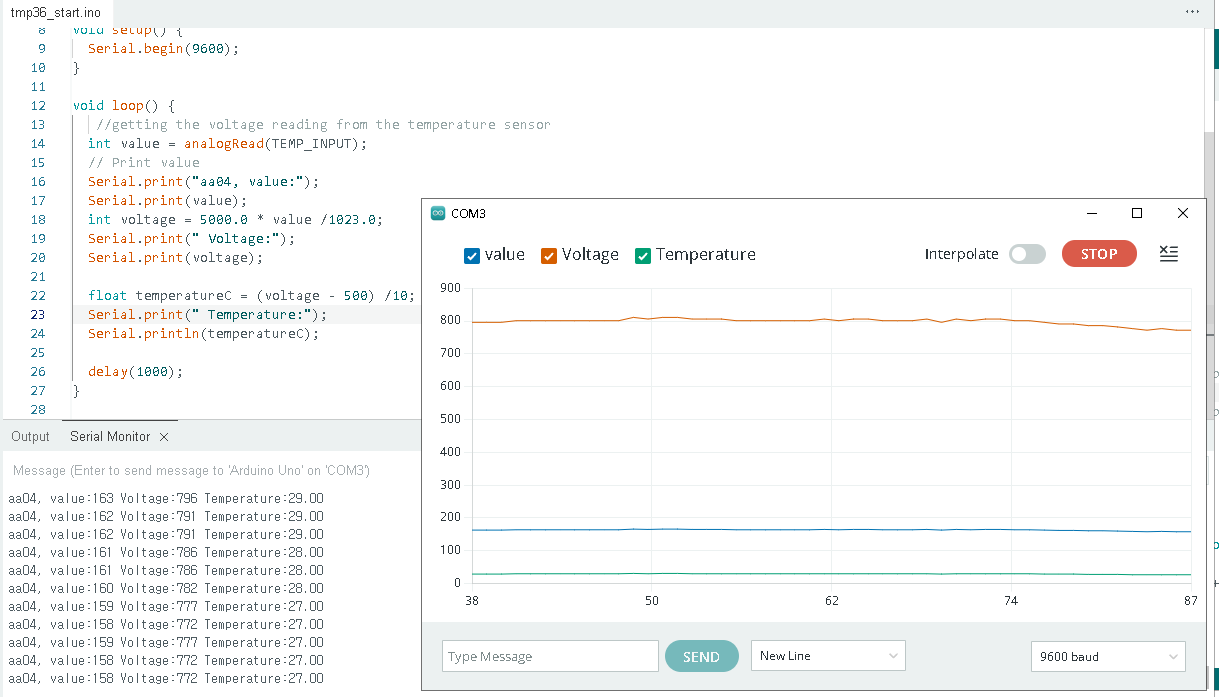 tmp36_start.ino
8 void setup() {
9 Serial.begin(9600);
10 }
11
12 void loop() {
13 //getting the voltage reading from the temperature sensor
14 int value = analogRead(TEMP_INPUT);
15 // Print value
16 Serial.print("aa04, value:");
17 Serial.print(value);
18 int voltage = 5000.0 * value /1023.0;
19 Serial.print(" Voltage:");
20 Serial.print(voltage);
21
22 float temperatureC = (voltage - 500) /10;
23 Serial.print(" Temperature:");
24 Serial.println(temperatureC);
25
26 delay(1000);
27 }
28
Output Serial Monitor
Message (Enter to send message to 'Arduino Uno' on 'COM3')
aa04, value:163 Voltage:796 Temperature:29.00
aa04, value:162 Voltage:791 Temperature:29.00
aa04, value:162 Voltage:791 Temperature:29.00
aa04, value:161 Voltage:786 Temperature:28.00
aa04, value:161 Voltage:786 Temperature:28.00
aa04, value:160 Voltage:782 Temperature:28.00
aa04, value:159 Voltage:777 Temperature:27.00
aa04, value:158 Voltage:772 Temperature:27.00
aa04, value:159 Voltage:777 Temperature:27.00
aa04, value:158 Voltage:772 Temperature:27.00
aa04, value:158 Voltage:772 Temperature:27.00
COM3
value Voltage Temperature
Interpolate STOP
900
800
700
600
500
400
300
200
100
0
38 50 62 74 87
Type Message SEND New Line 9600 baud